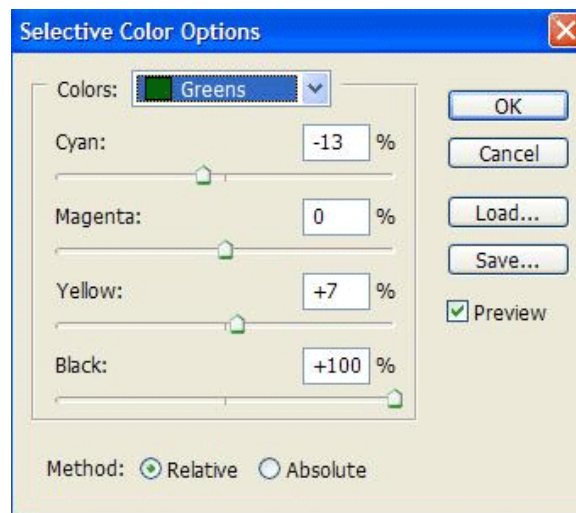 Selective Color Options
Colors: Greens
Cyan: -13 %
Magenta: 0 %
Yellow: +7 %
Black: +100 %
Method: Relative Absolute
OK
Cancel
Load...
Save...
Preview